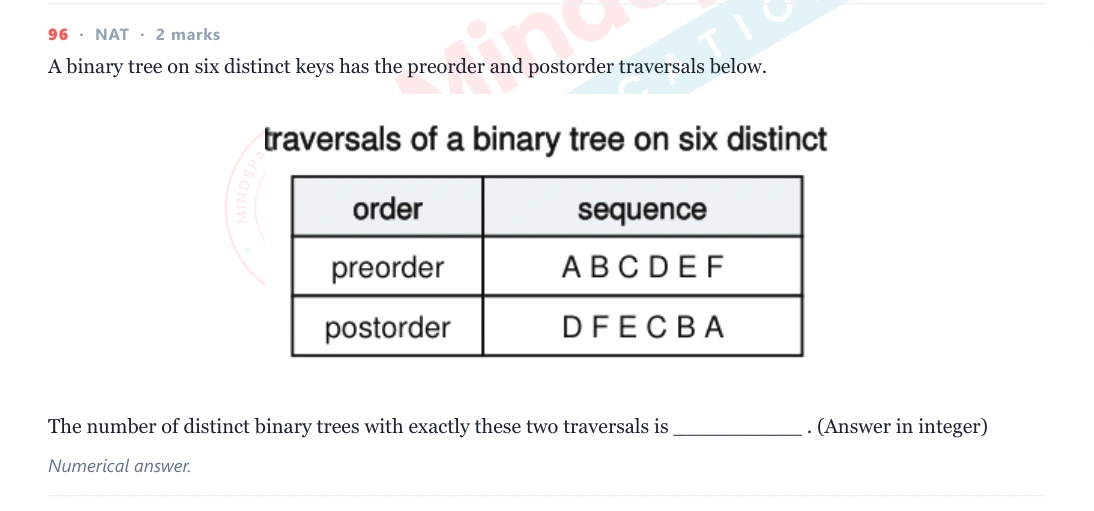 96 · NAT · 2 marks
A binary tree on six distinct keys has the preorder and postorder traversals below.
traversals of a binary tree on six distinct
order sequence
preorder A B C D E F
postorder D F E C B A
The number of distinct binary trees with exactly these two traversals is ____________ . (Answer in integer)
Numerical answer.